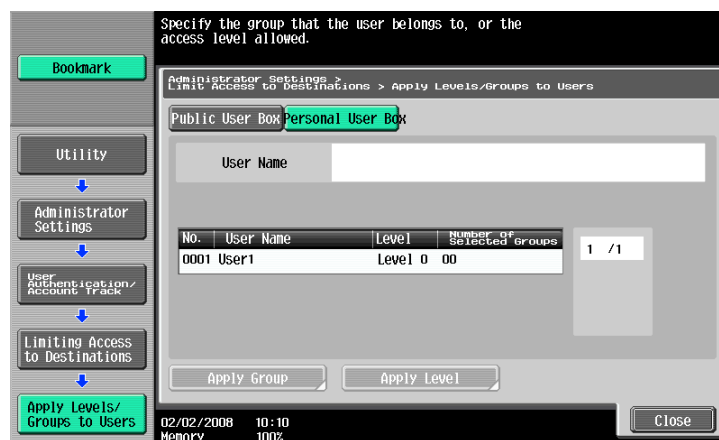 Specify the group that the user belongs to, or the
access level allowed.
Bookmark
Administrator Settings >
Limit Access to Destinations > Apply Levels/Groups to Users
Public User Box
Personal User Box
Utility
User Name
Administrator
Settings
No. User Name Level Number of
Selected Groups
0001 User1 Level 0 00
1 /1
User
Authentication/
Account Track
Limiting Access
to Destinations
Apply Group
Apply Level
Apply Levels/
Groups to Users
02/02/2008 10:10
Memory 100%
Close